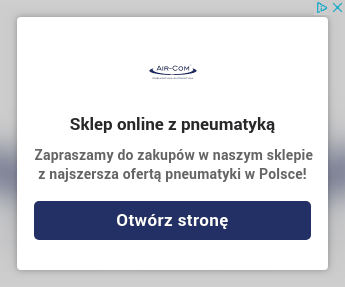 AIR-COM
Sklep online z pneumatyką
Zapraszamy do zakupów w naszym sklepie
z najszersza ofertą pneumatyki w Polsce!
Otwórz stronę